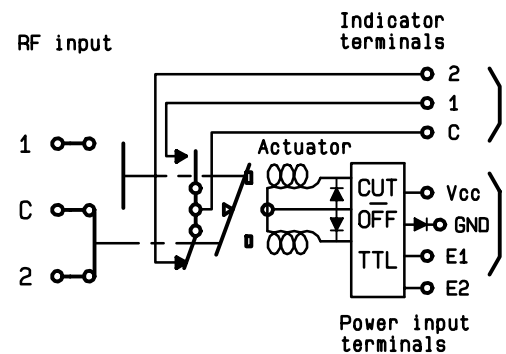 Indicator
terminals
RF input
2
1
C
1
C
2
Actuator
CUT
OFF
TTL
Vcc
GND
E1
E2
Power input
terminals